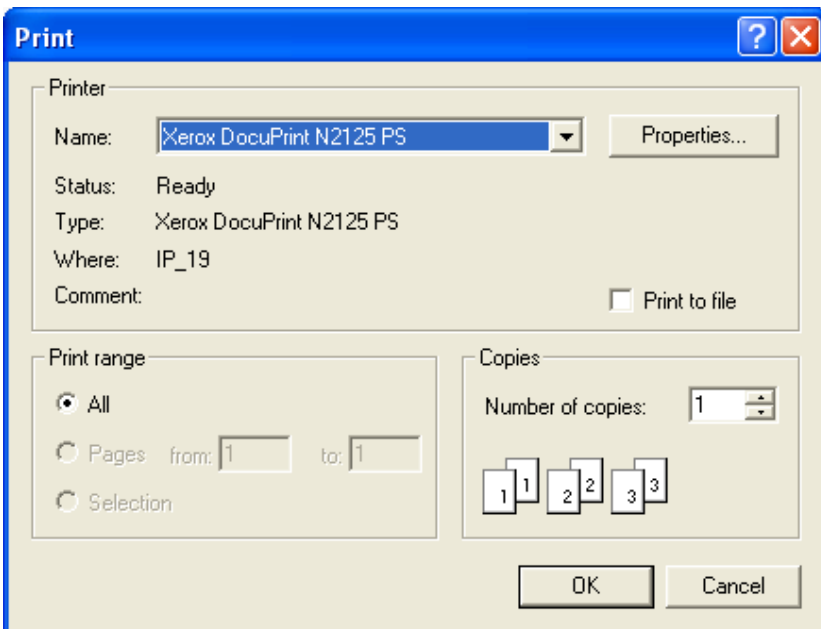 Print
Printer
Name: Xerox DocuPrint N2125 PS Properties...
Status: Ready
Type: Xerox DocuPrint N2125 PS
Where: IP_19
Comment: Print to file
Print range
All
Pages from: 1 to: 1
Selection
Copies
Number of copies: 1
1 1 2 2 3 3
OK Cancel